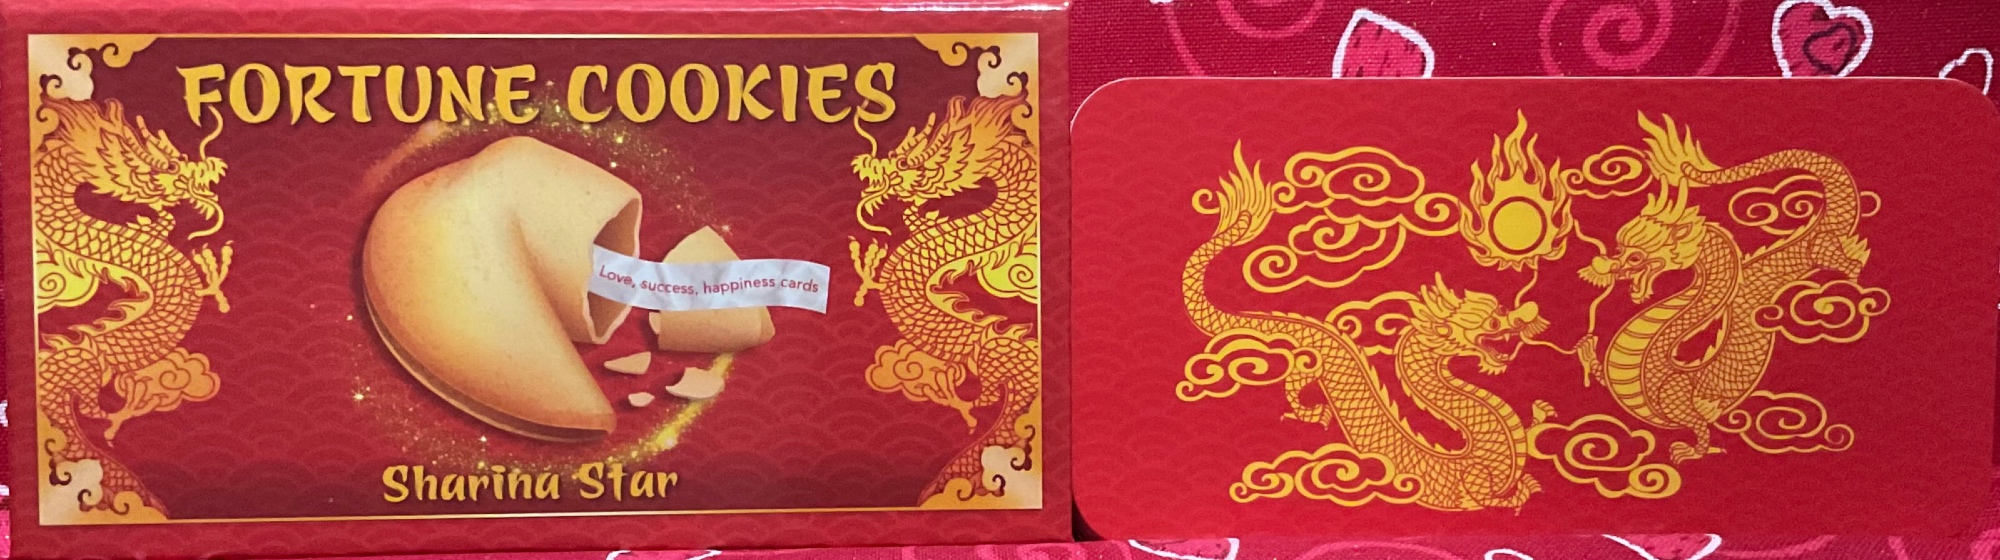 FORTUNE COOKIES
Love, success, happiness cards
Sharina Star